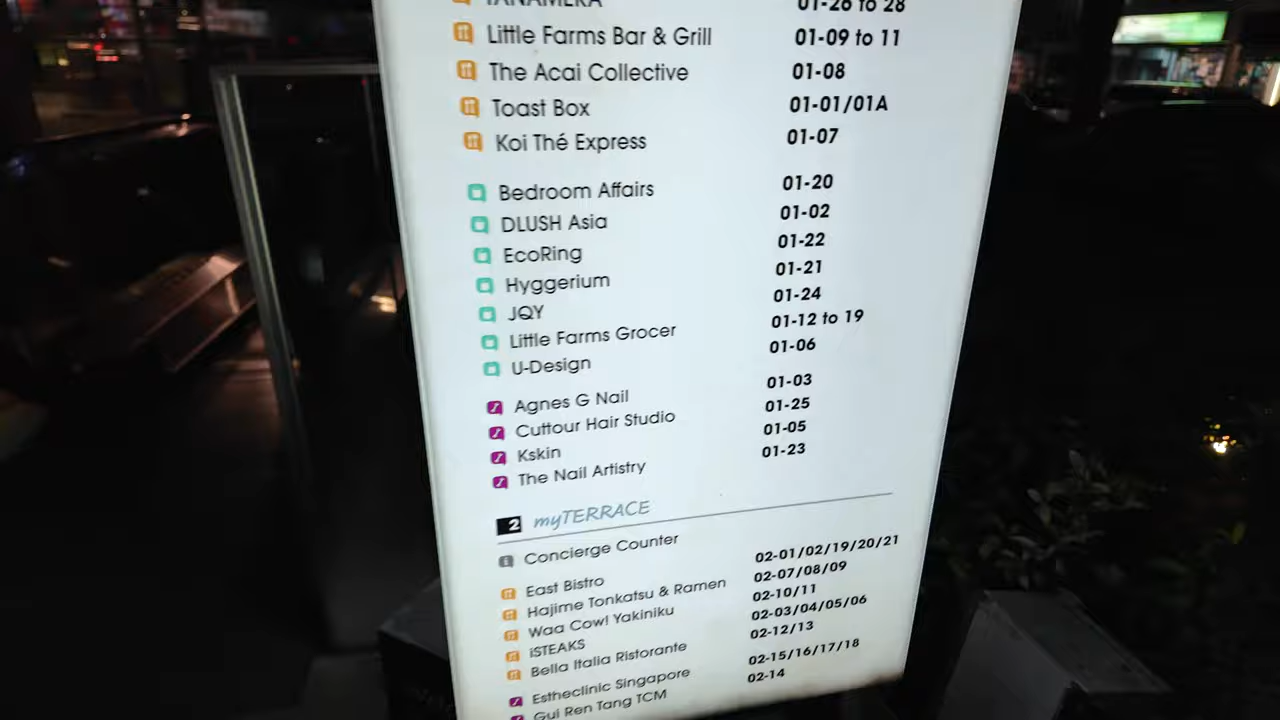 TANAMERA 01-26 to 28
Little Farms Bar & Grill 01-09 to 11
The Acai Collective 01-08
Toast Box 01-01/01A
Koi Thé Express 01-07
Bedroom Affairs 01-20
DLUSH Asia 01-02
EcoRing 01-22
Hyggerium 01-21
JQY 01-24
Little Farms Grocer 01-12 to 19
U-Design 01-06
Agnes G Nail 01-03
Cuttour Hair Studio 01-25
Kskin 01-05
The Nail Artistry 01-23
2 myTERRACE
Concierge Counter
East Bistro 02-01/02/19/20/21
Hajime Tonkatsu & Ramen 02-07/08/09
Waa Cow! Yakiniku 02-10/11
iSTEAKS 02-03/04/05/06
Bella Italia Ristorante 02-12/13
Estheclinic Singapore 02-15/16/17/18
Gui Ren Tang TCM 02-14